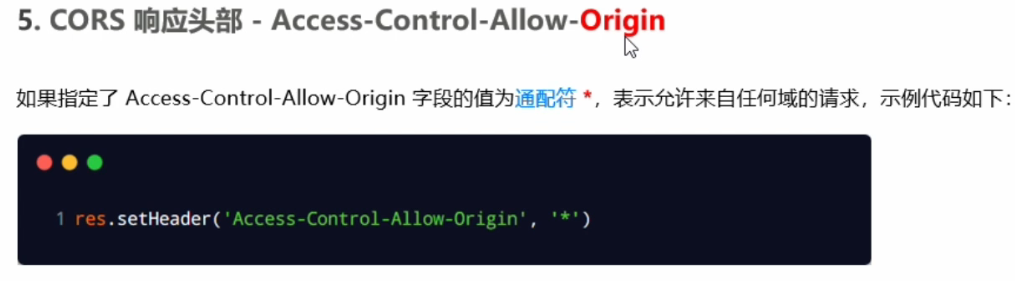 5. CORS 响应头部 - Access-Control-Allow-Origin
如果指定了 Access-Control-Allow-Origin 字段的值为通配符 *，表示允许来自任何域的请求，示例代码如下：
1 res.setHeader('Access-Control-Allow-Origin', '*')